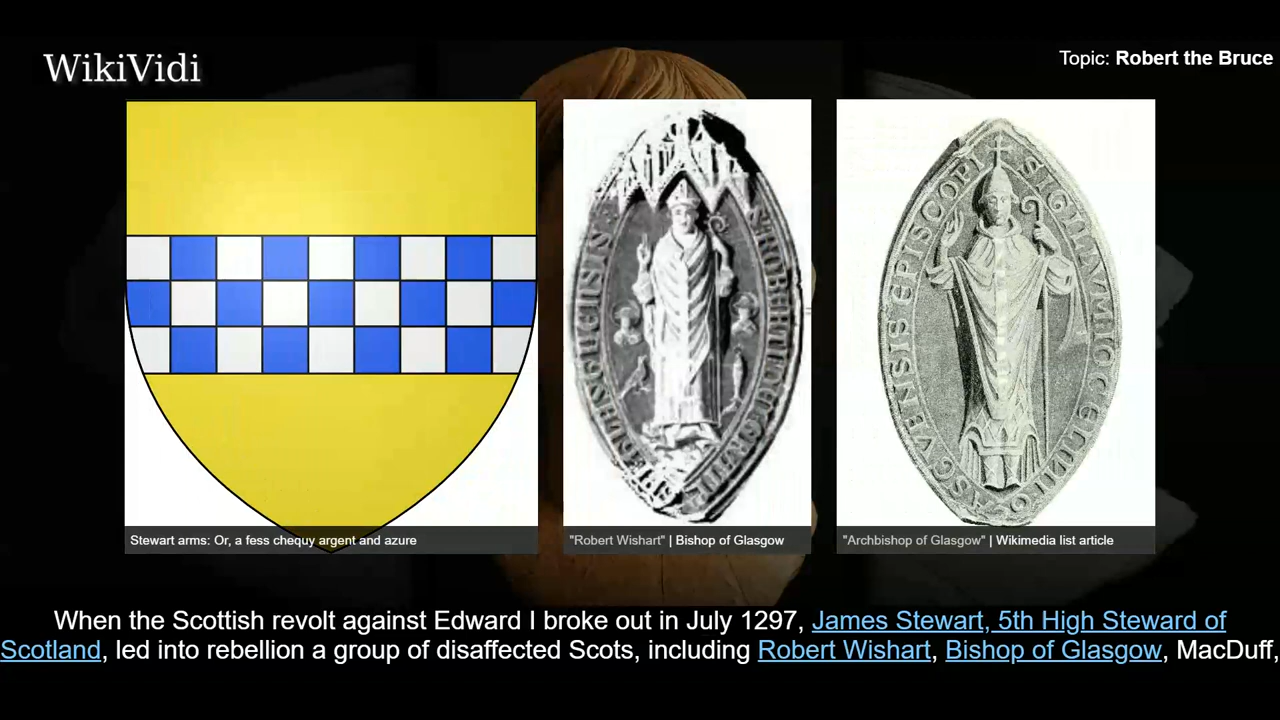 WikiVidi
Topic: Robert the Bruce
Stewart arms: Or, a fess chequy argent and azure
"Robert Wishart" | Bishop of Glasgow
"Archbishop of Glasgow" | Wikimedia list article
When the Scottish revolt against Edward I broke out in July 1297, James Stewart, 5th High Steward of
Scotland, led into rebellion a group of disaffected Scots, including Robert Wishart, Bishop of Glasgow, MacDuff,